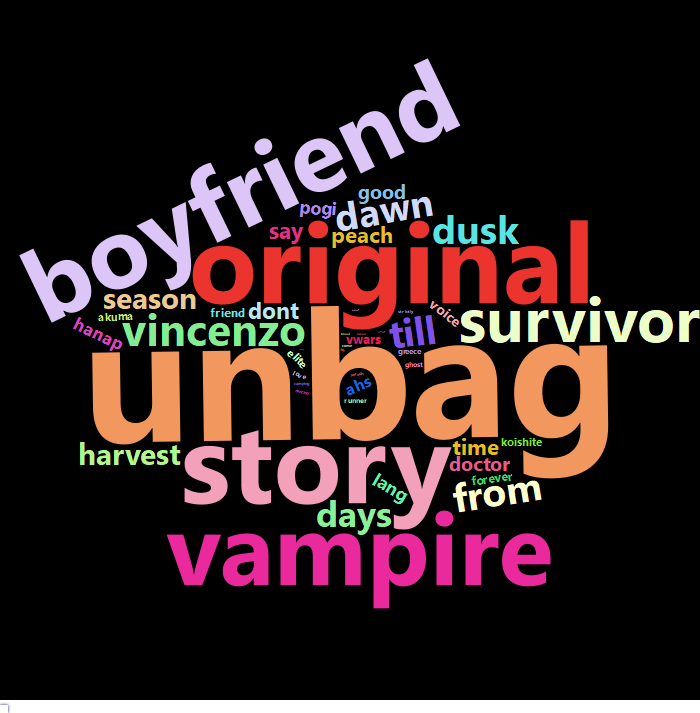 boyfriend
good
pogi
dawn
say
peach
dusk
original
season
akuma
friend
dont
voice
hanap
vincenzo
till
survivor
vwars
greece
elite
love
ghost
unbag
ahs
runner
harvest
story
time
koishite
doctor
lang
forever
from
days
vampire